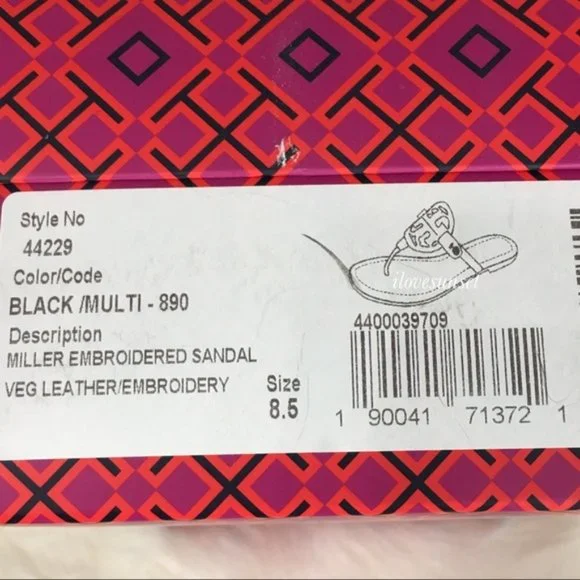 Style No
44229
Color/Code
BLACK /MULTI - 890
Description
MILLER EMBROIDERED SANDAL
VEG LEATHER/EMBROIDERY
Size
8.5
ilovesunsel
4400039709
1 90041 71372 1